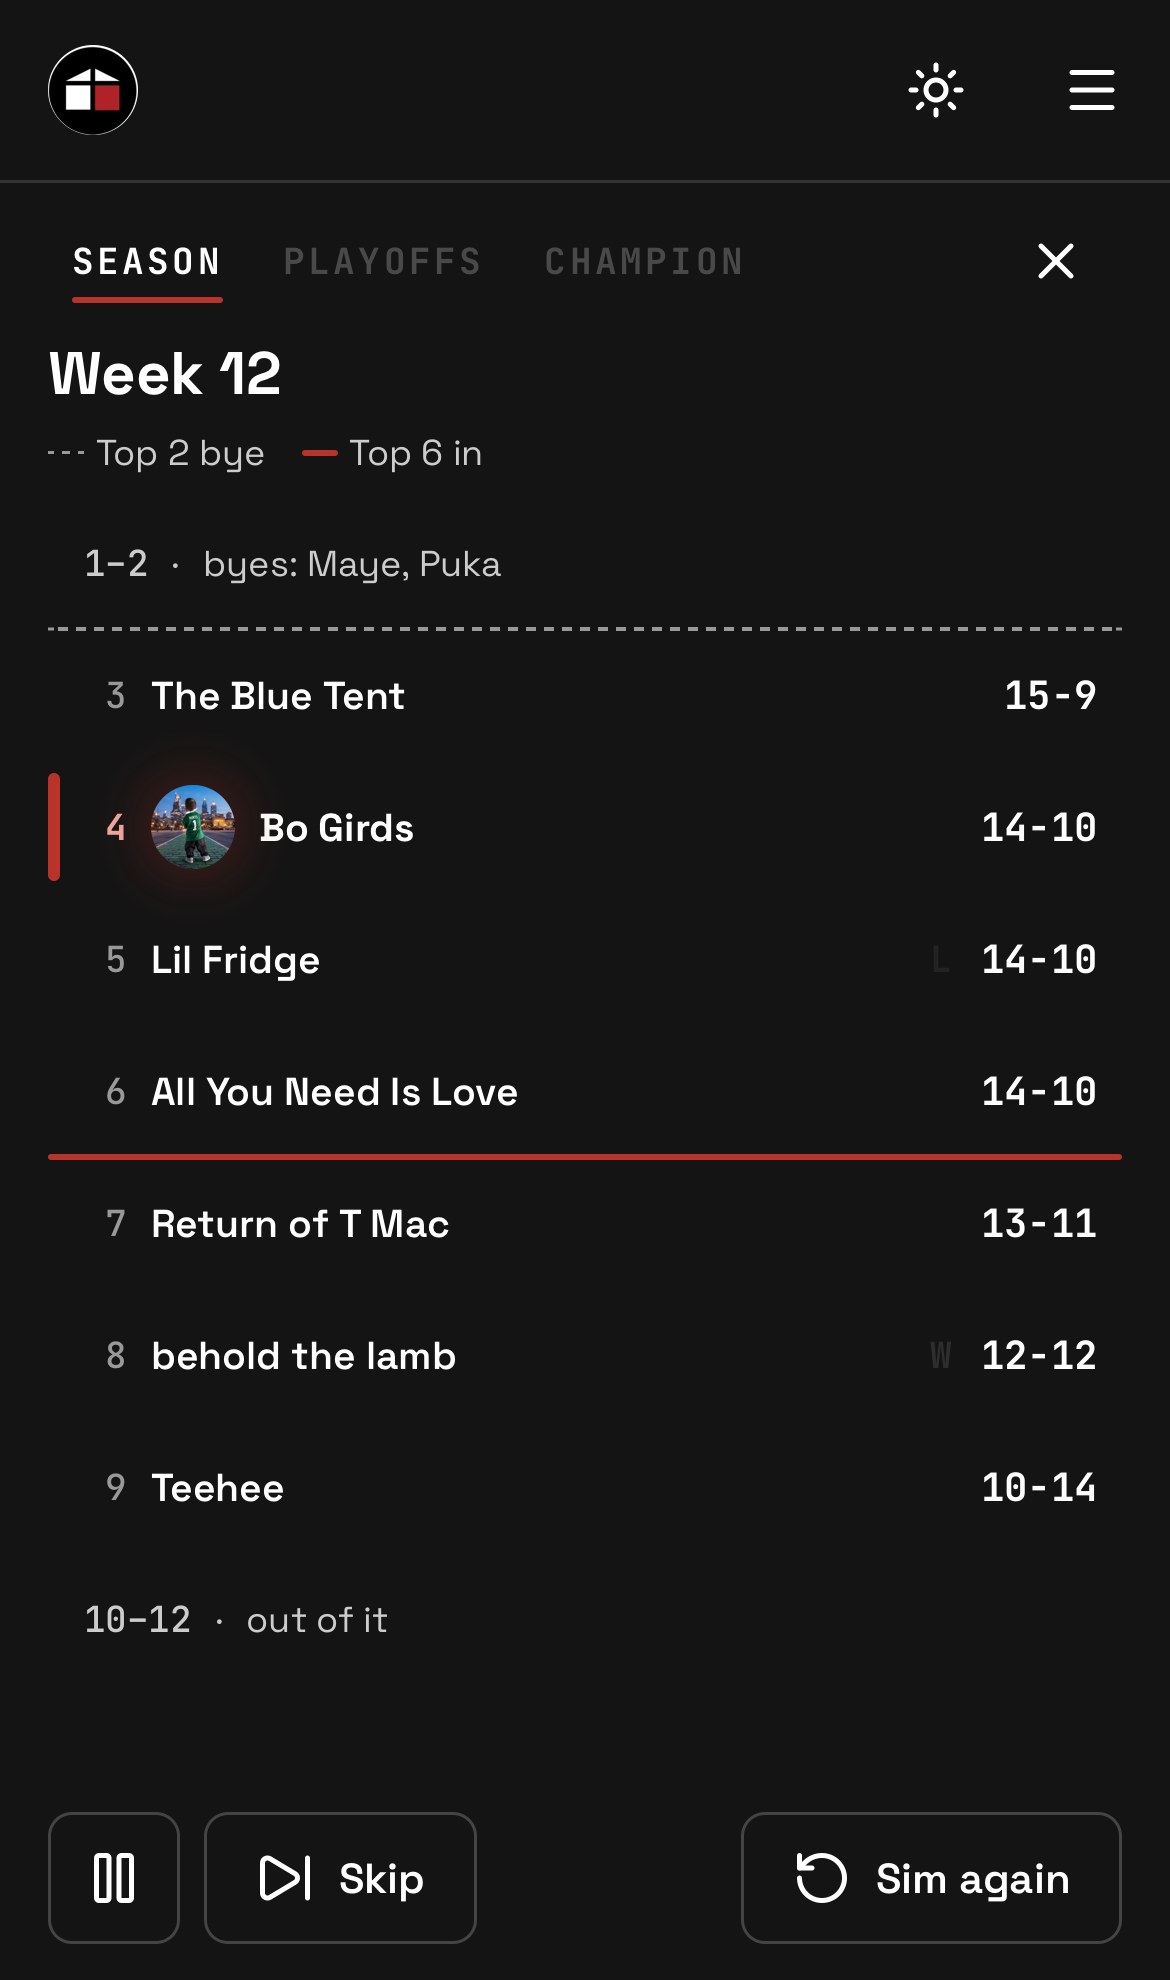 SEASON PLAYOFFS CHAMPION
Week 12
Top 2 bye Top 6 in
1–2 · byes: Maye, Puka
3 The Blue Tent 15-9
4 Bo Girds 14-10
5 Lil Fridge L 14-10
6 All You Need Is Love 14-10
7 Return of T Mac 13-11
8 behold the lamb W 12-12
9 Teehee 10-14
10–12 · out of it
Skip Sim again